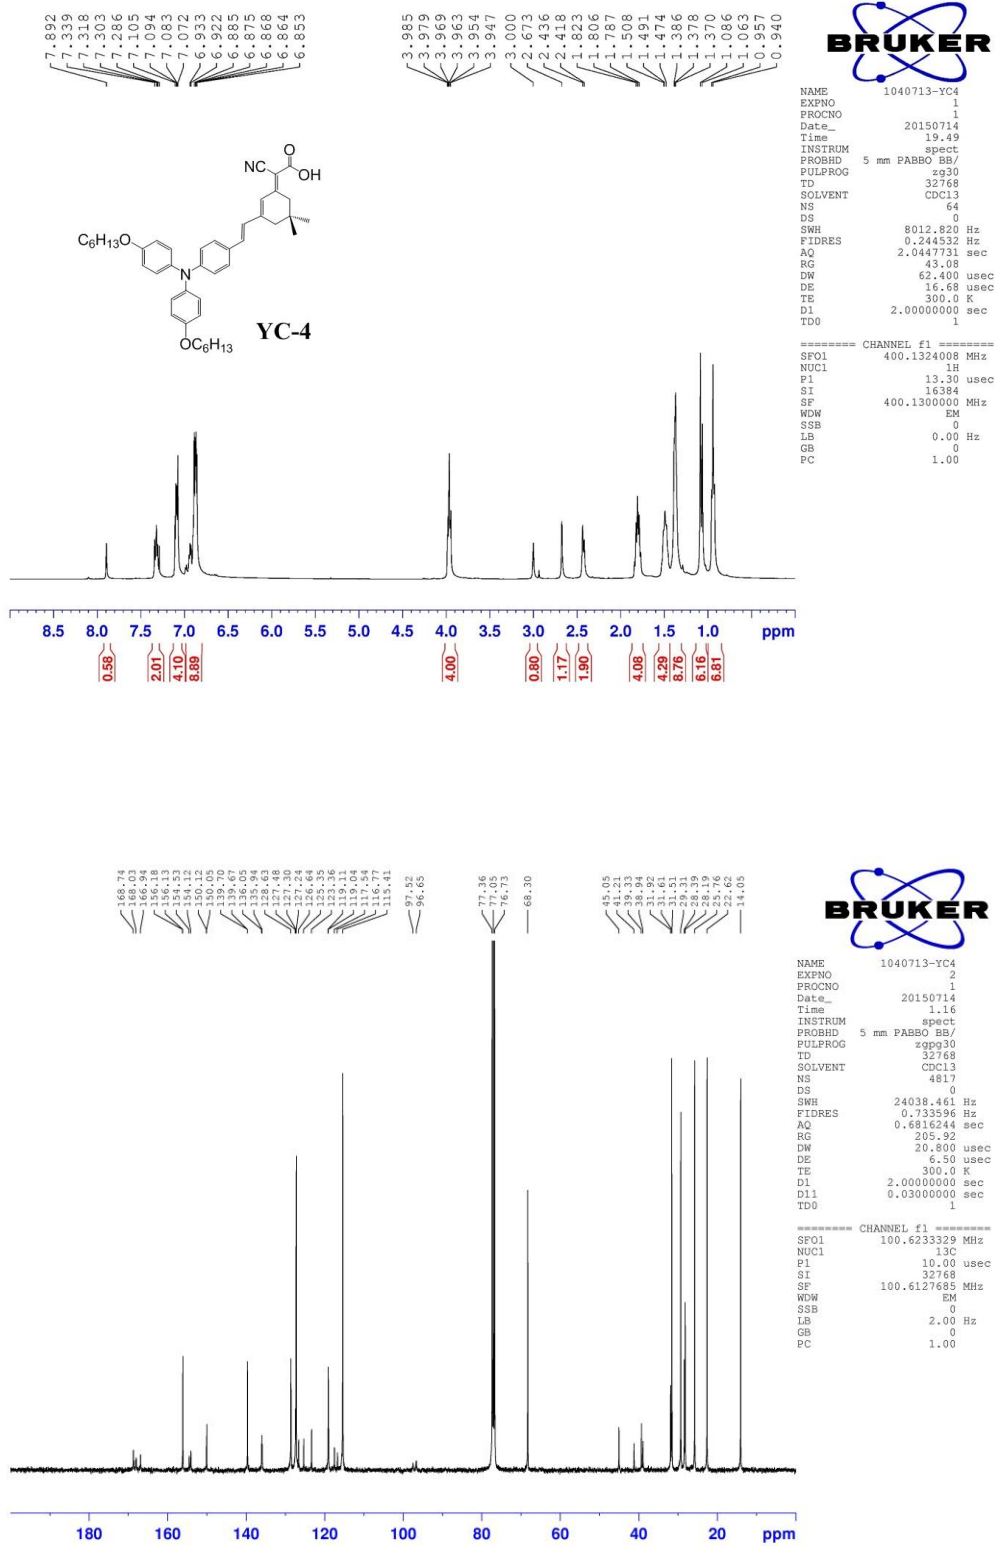 7.892
7.339
7.318
7.303
7.286
7.105
7.094
7.083
7.072
6.933
6.922
6.885
6.875
6.868
6.864
6.853
3.985
3.979
3.969
3.963
3.954
3.947
3.000
2.673
2.436
2.418
1.823
1.806
1.787
1.508
1.491
1.474
1.386
1.378
1.370
1.086
1.063
0.957
0.940
BRUKER
NAME 1040713-YC4
EXPNO 1
PROCNO 1
Date_ 20150714
Time 19.49
INSTRUM spect
PROBHD 5 mm PABBO BB/
PULPROG zg30
TD 32768
SOLVENT CDCl3
NS 64
DS 0
SWH 8012.820 Hz
FIDRES 0.244532 Hz
AQ 2.0447731 sec
RG 43.08
DW 62.400 usec
DE 16.68 usec
TE 300.0 K
D1 2.00000000 sec
TD0 1
======== CHANNEL f1 ========
SFO1 400.1324008 MHz
NUC1 1H
P1 13.30 usec
SI 16384
SF 400.1300000 MHz
WDW EM
SSB 0
LB 0.00 Hz
GB 0
PC 1.00
O
NC
OH
C6H13O
N
OC6H13
YC-4
8.5 8.0 7.5 7.0 6.5 6.0 5.5 5.0 4.5 4.0 3.5 3.0 2.5 2.0 1.5 1.0 ppm
0.58
2.01
4.10
8.89
4.00
0.80
1.17
1.90
4.08
4.29
8.76
6.16
6.81
168.74
168.03
166.94
156.18
156.13
154.53
154.12
150.12
150.05
139.70
139.67
136.05
135.94
128.63
127.48
127.30
127.24
126.64
125.35
123.36
119.11
119.04
117.54
116.77
115.41
97.52
96.65
77.36
77.05
76.73
68.30
45.05
41.21
39.33
38.94
31.92
31.61
31.51
29.31
28.39
28.19
25.76
22.62
14.05
BRUKER
NAME 1040713-YC4
EXPNO 2
PROCNO 1
Date_ 20150714
Time 1.16
INSTRUM spect
PROBHD 5 mm PABBO BB/
PULPROG zgpg30
TD 32768
SOLVENT CDCl3
NS 4817
DS 0
SWH 24038.461 Hz
FIDRES 0.733596 Hz
AQ 0.6816244 sec
RG 205.92
DW 20.800 usec
DE 6.50 usec
TE 300.0 K
D1 2.00000000 sec
D11 0.03000000 sec
TD0 1
======== CHANNEL f1 ========
SFO1 100.6233329 MHz
NUC1 13C
P1 10.00 usec
SI 32768
SF 100.6127685 MHz
WDW EM
SSB 0
LB 2.00 Hz
GB 0
PC 1.00
180 160 140 120 100 80 60 40 20 ppm